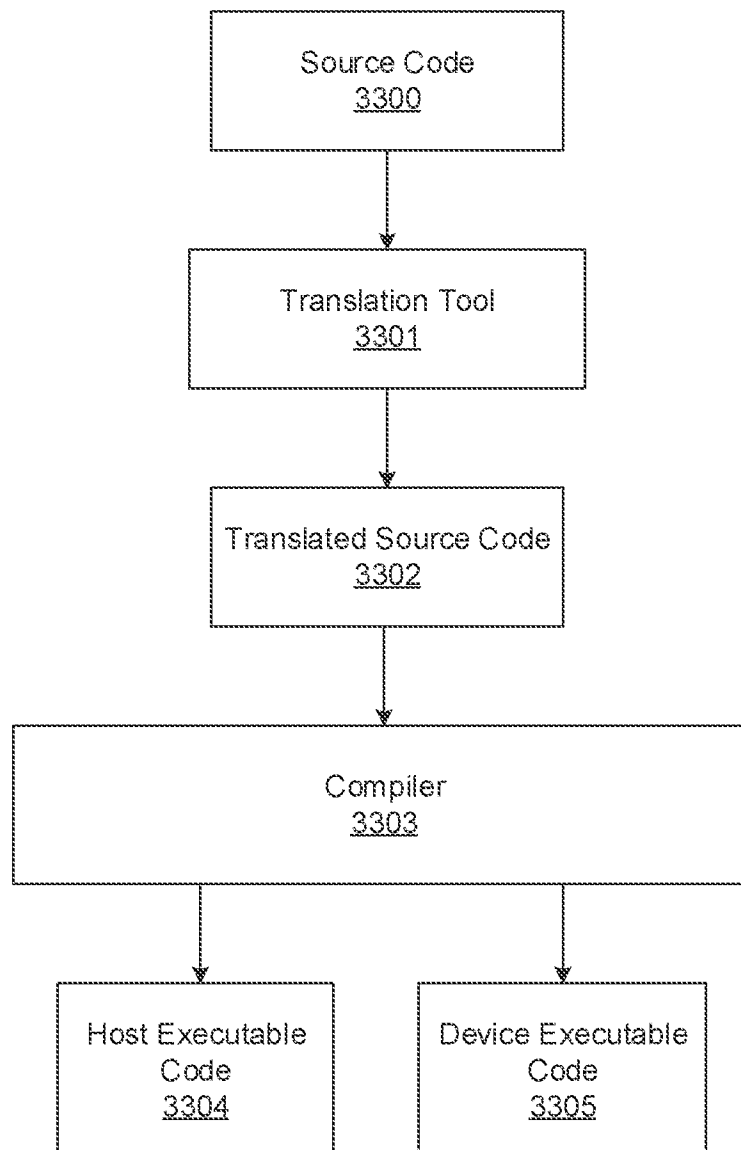 Source Code
3300
Translation Tool
3301
Translated Source Code
3302
Compiler
3303
Host Executable
Code
3304
Device Executable
Code
3305